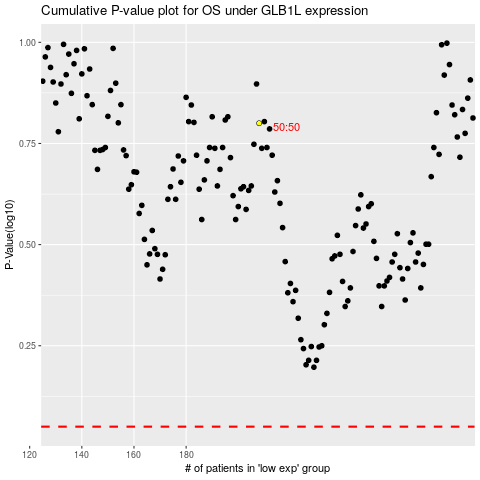 Cumulative P-value plot for OS under GLB1L expression
P-Value(log10)
1.00
0.75
0.50
0.25
50:50
120 140 160 180
# of patients in 'low exp' group